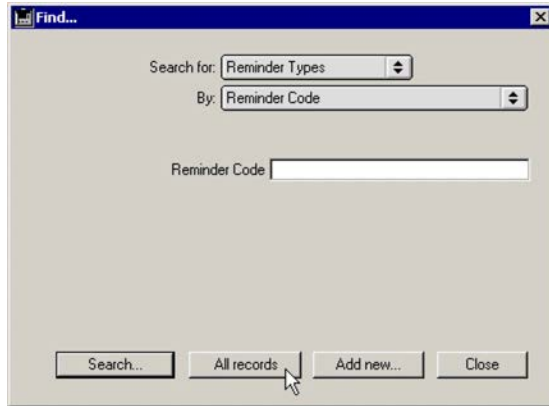 Find...
Search for: Reminder Types
By: Reminder Code
Reminder Code
Search... All records Add new... Close